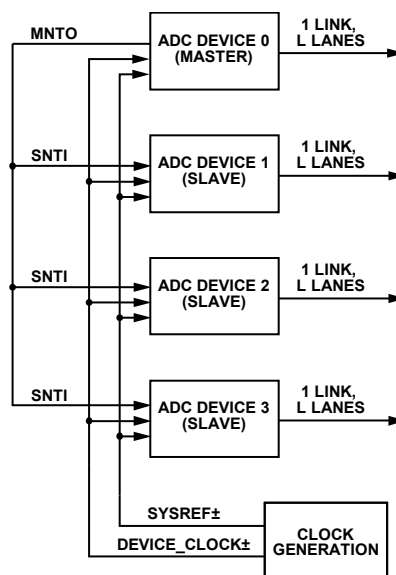 MNTO
ADC DEVICE 0
(MASTER)
1 LINK,
L LANES
SNTI
ADC DEVICE 1
(SLAVE)
1 LINK,
L LANES
SNTI
ADC DEVICE 2
(SLAVE)
1 LINK,
L LANES
SNTI
ADC DEVICE 3
(SLAVE)
1 LINK,
L LANES
SYSREF±
DEVICE_CLOCK±
CLOCK
GENERATION